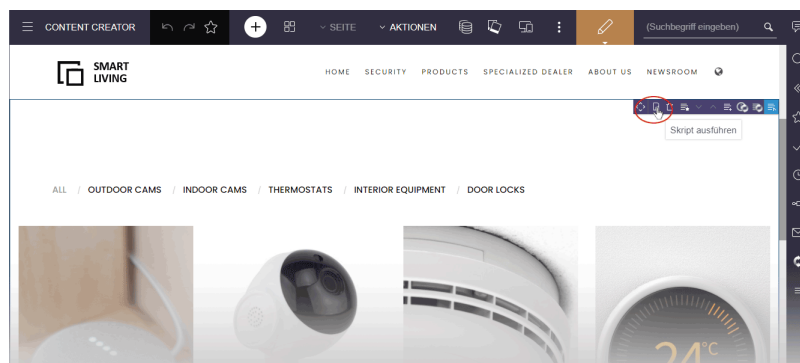 CONTENT CREATOR
SEITE
AKTIONEN
(Suchbegriff eingeben)
SMART
LIVING
HOME SECURITY PRODUCTS SPECIALIZED DEALER ABOUT US NEWSROOM
Skript ausführen
ALL / OUTDOOR CAMS / INDOOR CAMS / THERMOSTATS / INTERIOR EQUIPMENT / DOOR LOCKS
24°C